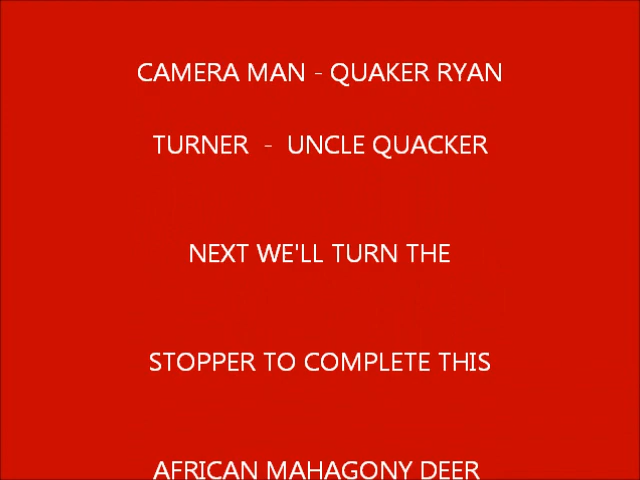 CAMERA MAN - QUAKER RYAN
TURNER - UNCLE QUACKER
NEXT WE'LL TURN THE
STOPPER TO COMPLETE THIS
AFRICAN MAHAGONY DEER